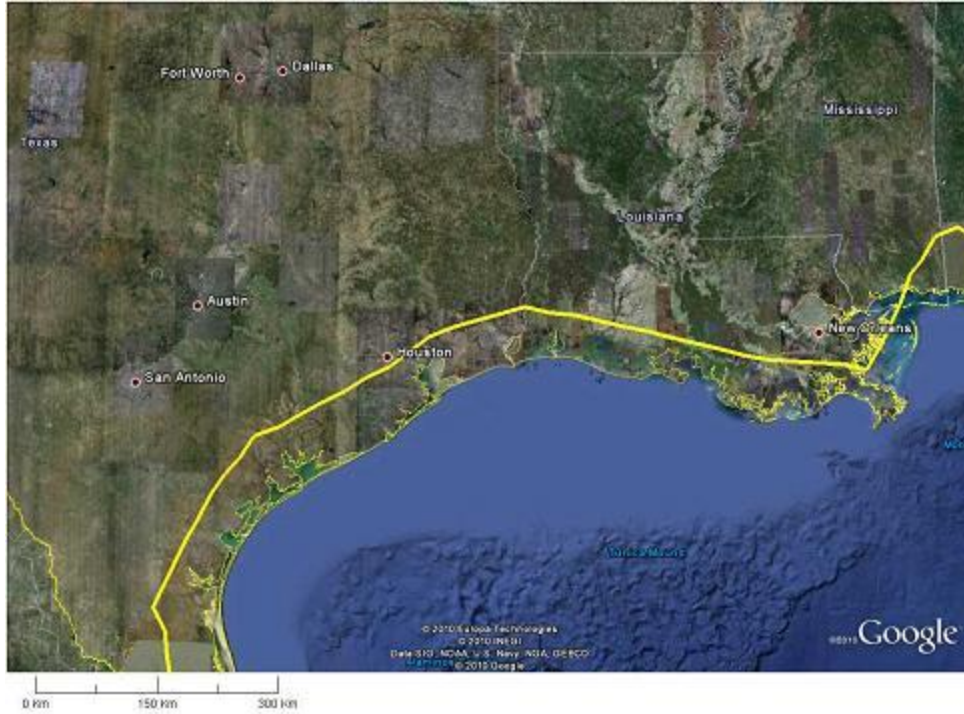 Fort Worth
Dallas
Texas
Mississippi
Louisiana
Austin
New Orleans
Houston
San Antonio
© 2010 Europa Technologies
© 2010 INEGI
Data SIO, NOAA, U.S. Navy, NGA, GEBCO
© 2010 Google
Google
0 km
150 km
300 km